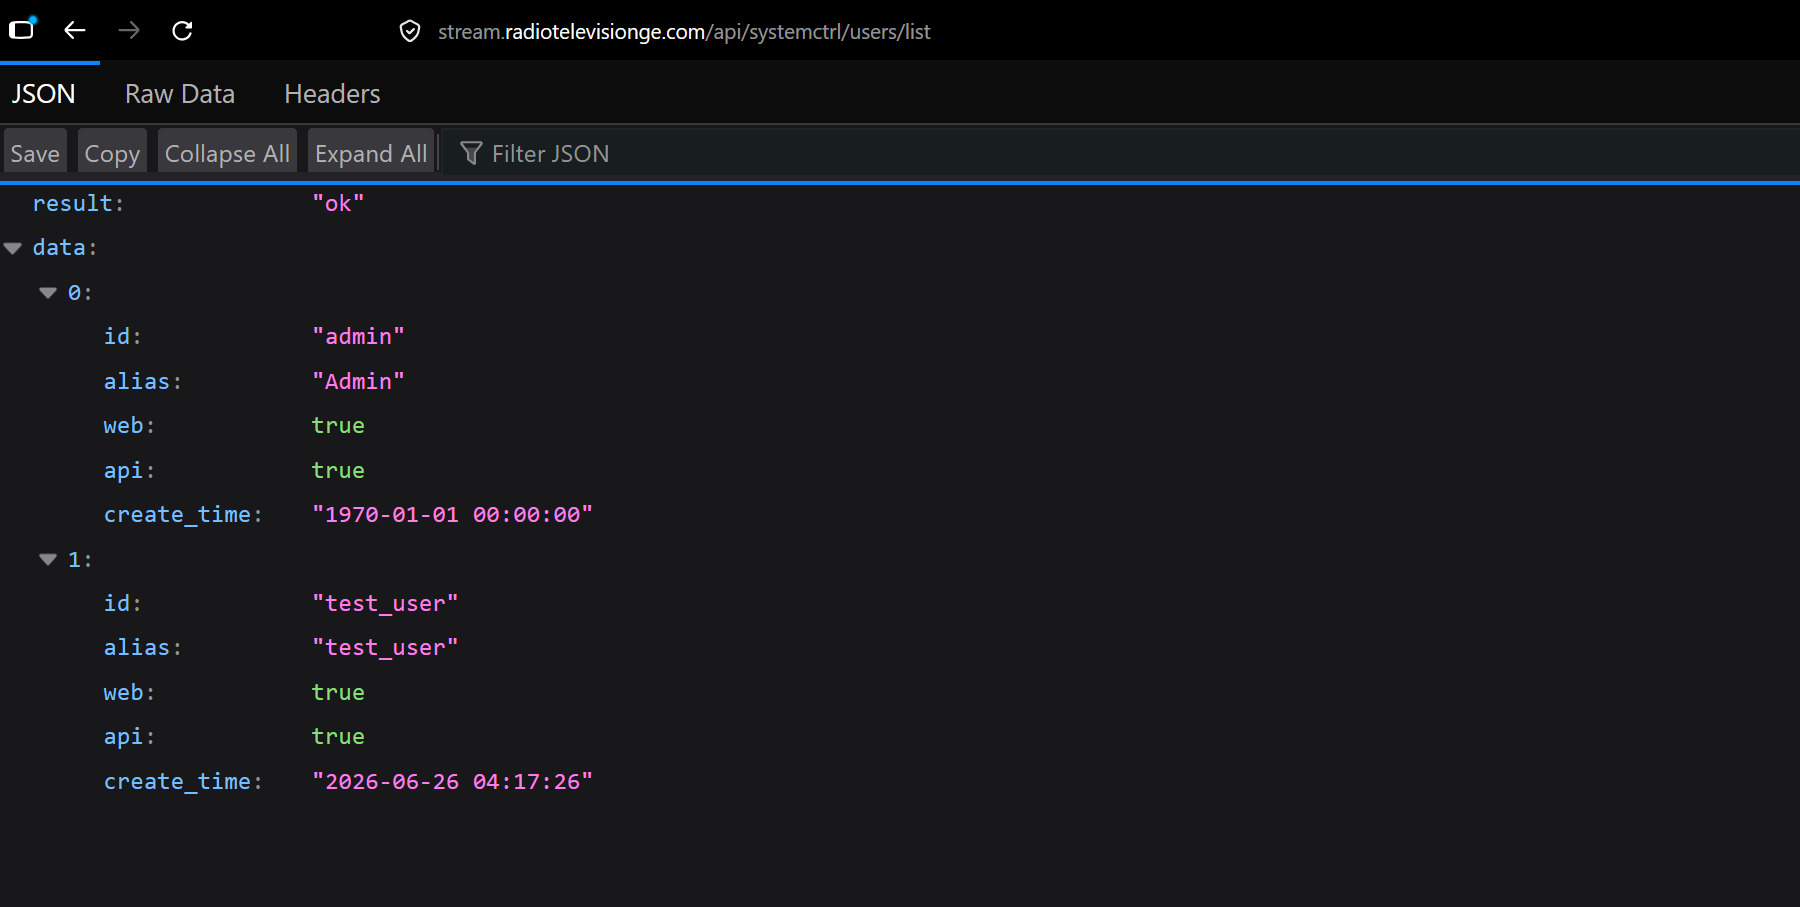 stream.radiotelevisionge.com/api/systemctrl/users/list
JSON Raw Data Headers
Save Copy Collapse All Expand All Filter JSON
result: "ok"
data:
0:
id: "admin"
alias: "Admin"
web: true
api: true
create_time: "1970-01-01 00:00:00"
1:
id: "test_user"
alias: "test_user"
web: true
api: true
create_time: "2026-06-26 04:17:26"